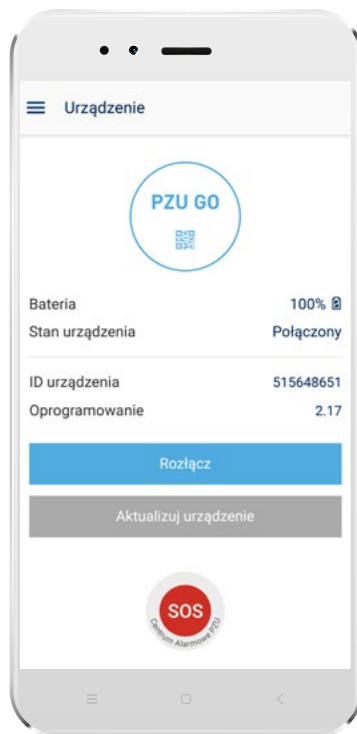 Urządzenie
PZU GO
Bateria 100%
Stan urządzenia Połączony
ID urządzenia 515648651
Oprogramowanie 2.17
Rozłącz
Aktualizuj urządzenie
SOS
Centrum Alarmowe PZU